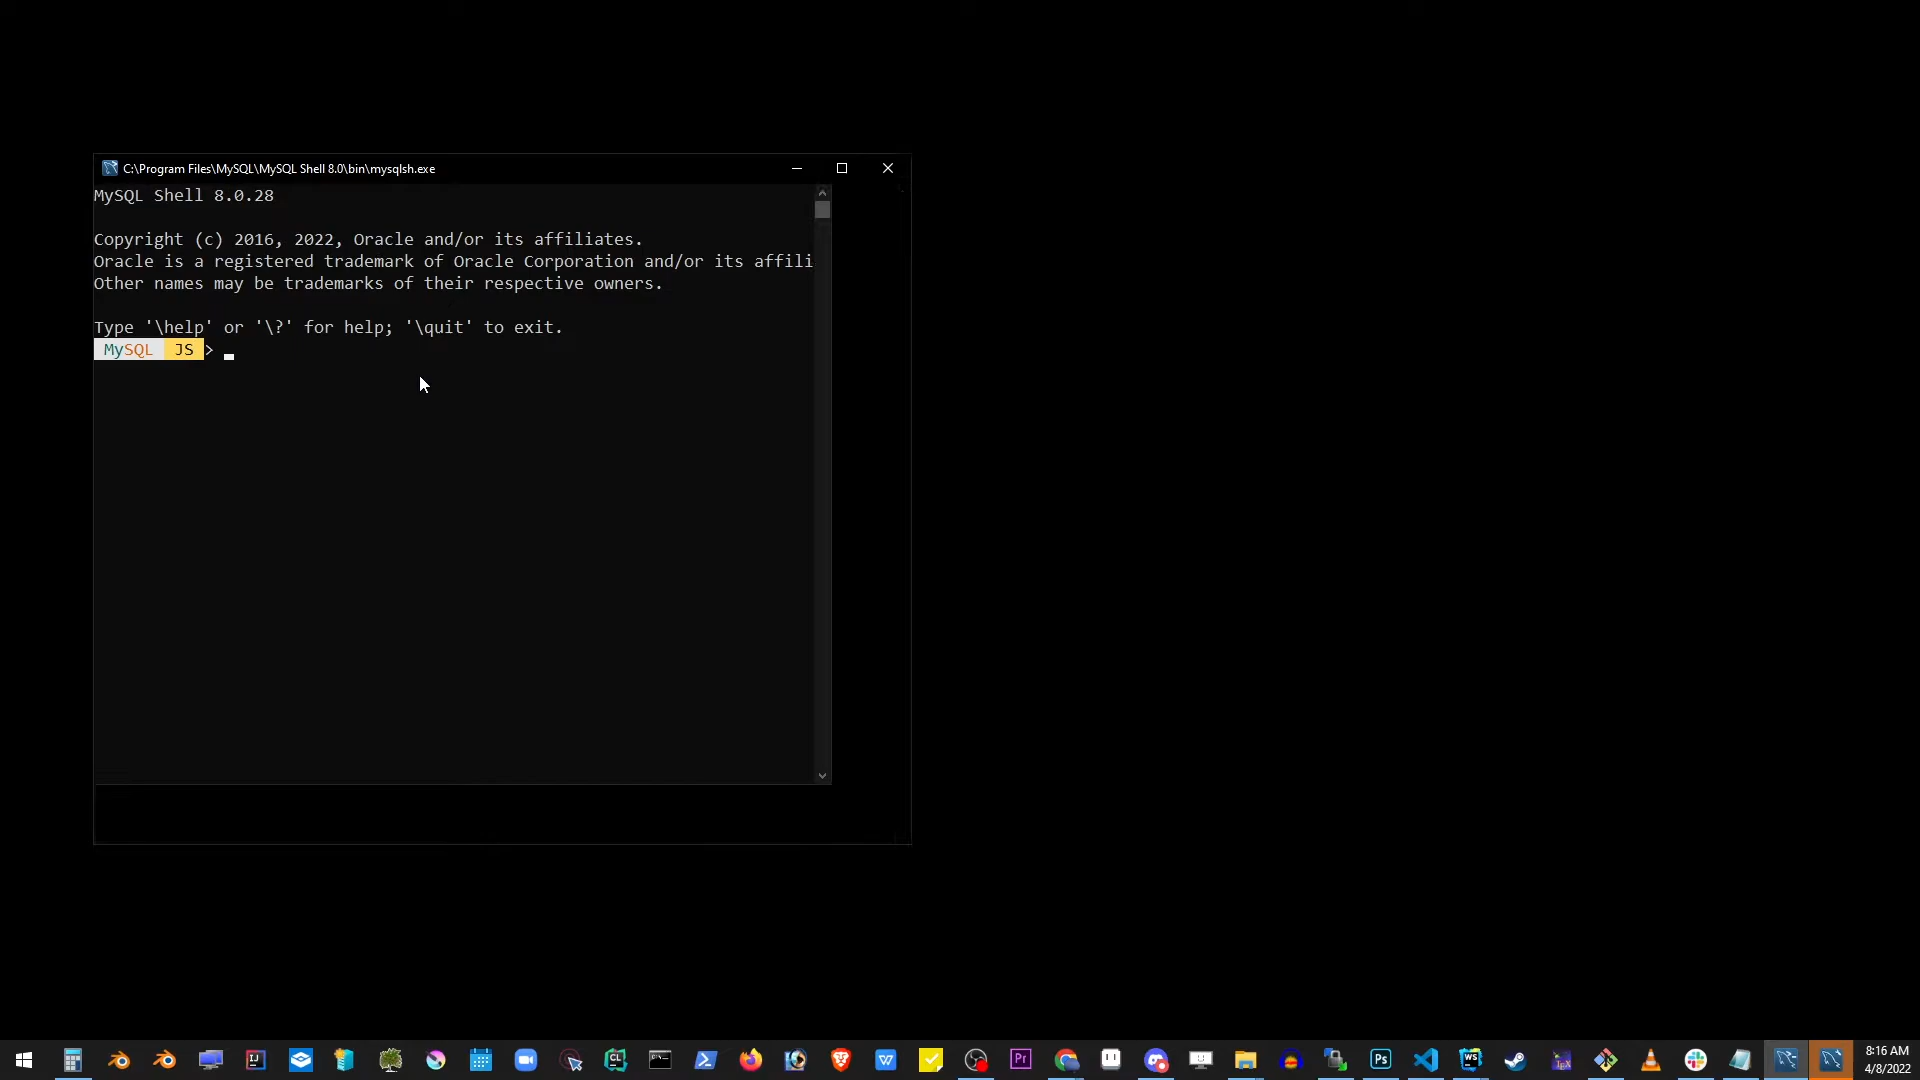 C:\Program Files\MySQL\MySQL Shell 8.0\bin\mysqlsh.exe
MySQL Shell 8.0.28
Copyright (c) 2016, 2022, Oracle and/or its affiliates.
Oracle is a registered trademark of Oracle Corporation and/or its affili
Other names may be trademarks of their respective owners.
Type '\help' or '\?' for help; '\quit' to exit.
MySQL JS >
8:16 AM
4/8/2022